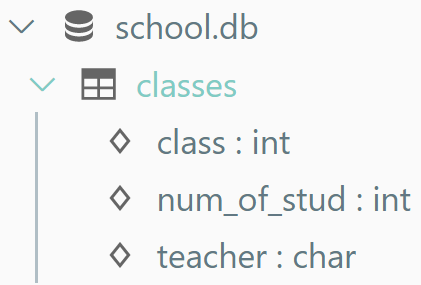 school.db
classes
class : int
num_of_stud : int
teacher : char